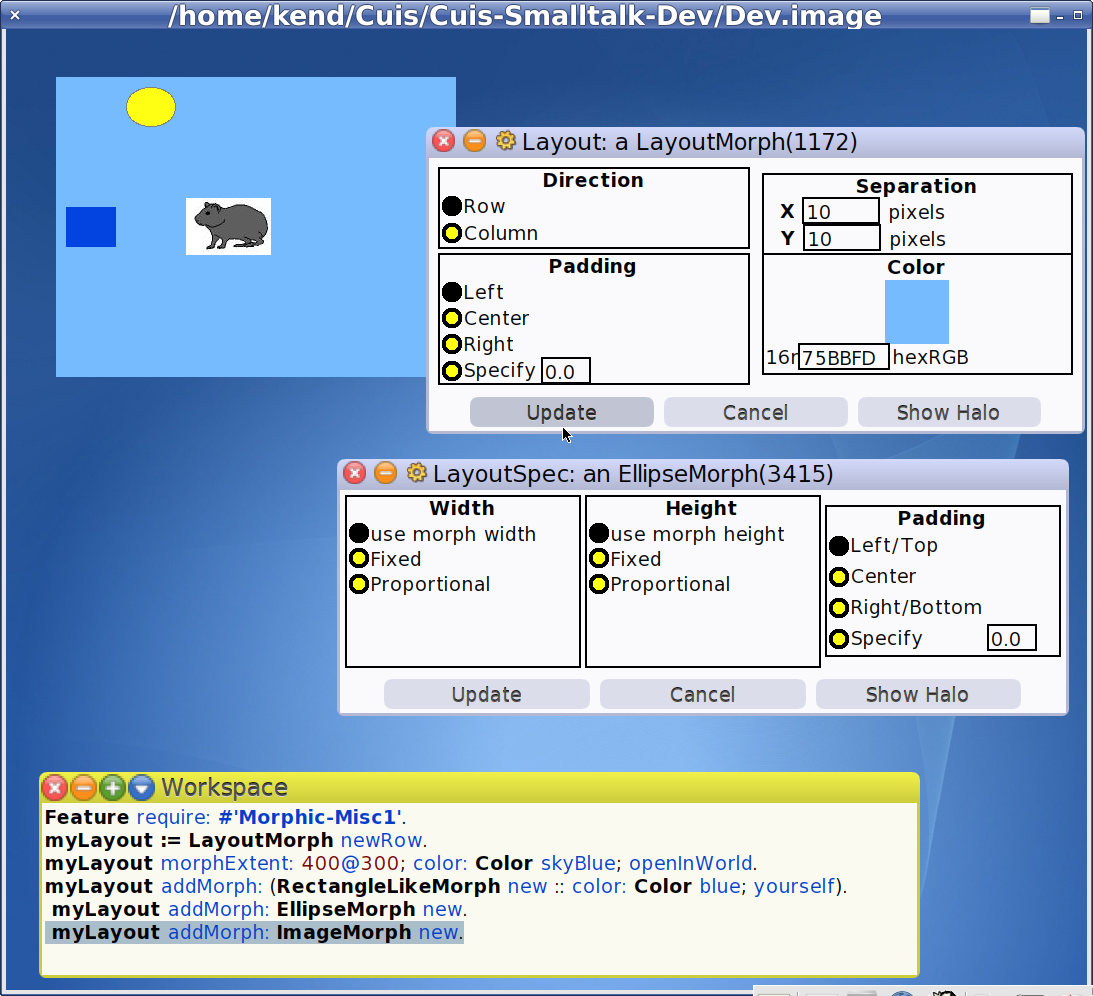 /home/kend/Cuis/Cuis-Smalltalk-Dev/Dev.image
Layout: a LayoutMorph(1172)
Direction
Row
Column
Padding
Left
Center
Right
Specify 0.0
Separation
X 10 pixels
Y 10 pixels
Color
16r 75BBFD hexRGB
Update Cancel Show Halo
LayoutSpec: an EllipseMorph(3415)
Width
use morph width
Fixed
Proportional
Height
use morph height
Fixed
Proportional
Padding
Left/Top
Center
Right/Bottom
Specify 0.0
Update Cancel Show Halo
Workspace
Feature require: #'Morphic-Misc1'.
myLayout := LayoutMorph newRow.
myLayout morphExtent: 400@300; color: Color skyBlue; openInWorld.
myLayout addMorph: (RectangleLikeMorph new :: color: Color blue; yourself).
myLayout addMorph: EllipseMorph new.
myLayout addMorph: ImageMorph new.